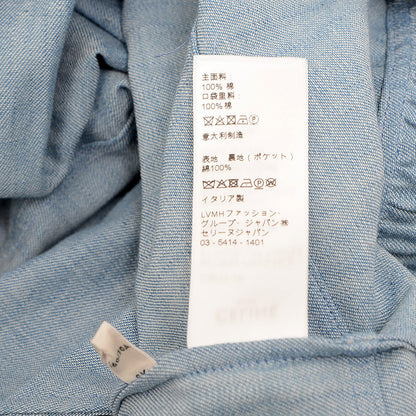 主面料
100% 棉
口袋里料:
100% 棉
意大利制造
表地 裏地(ポケット)
綿100%
イタリア製
LVMHファッション・
グループ・ジャパン㈱
セリーヌジャパン
03-5414-1401
CELINE